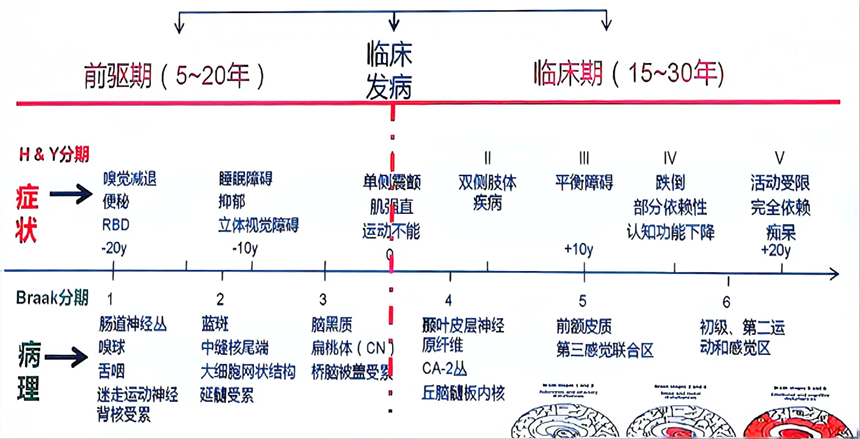 前驱期（5~20年）
临床
发病
临床期（15~30年)
H & Y分期
II
III
IV
V
症状
嗅觉减退
便秘
RBD
睡眠障碍
抑郁
立体视觉障碍
单侧震颤
肌强直
运动不能
双侧肢体
疾病
平衡障碍
跌倒
部分依赖性
认知功能下降
活动受限
完全依赖
痴呆
-20y
-10y
0
+10y
+20y
Braak分期
1
2
3
4
5
6
病理
肠道神经丛
嗅球
舌咽
迷走运动神经
背核受累
蓝斑
中缝核尾端
大细胞网状结构
延髓受累
脑黑质
扁桃体（CN）
桥脑被盖受累
颞叶皮层神经
原纤维
CA-2丛
丘脑髓板内核
前额皮质
第三感觉联合区
初级、第二运
动和感觉区